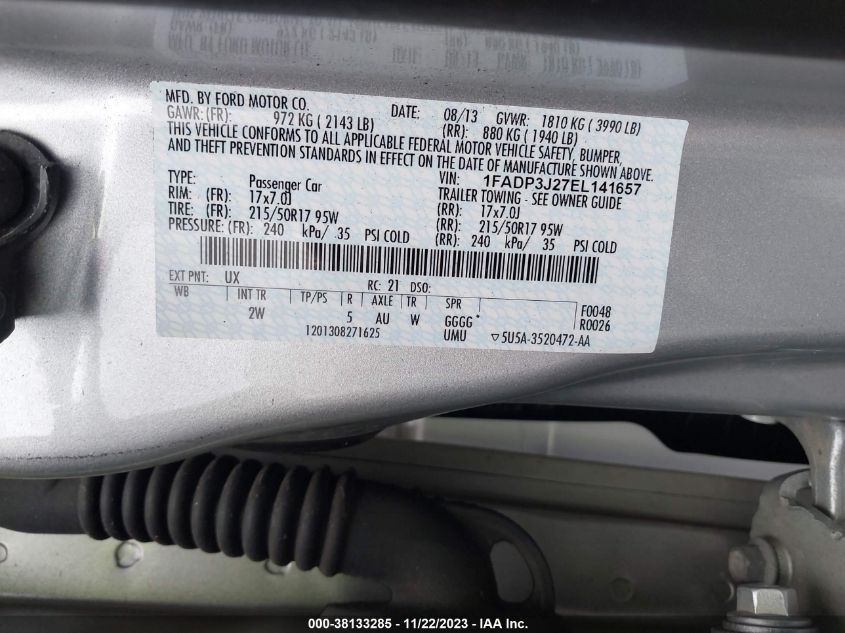 MFD. BY FORD MOTOR CO.
DATE: 08/13 GVWR: 1810 KG ( 3990 LB)
GAWR: (FR): 972 KG ( 2143 LB) (RR): 880 KG ( 1940 LB)
THIS VEHICLE CONFORMS TO ALL APPLICABLE FEDERAL MOTOR VEHICLE SAFETY, BUMPER,
AND THEFT PREVENTION STANDARDS IN EFFECT ON THE DATE OF MANUFACTURE SHOWN ABOVE.
VIN: 1FADP3J27EL141657
TYPE: Passenger Car TRAILER TOWING - SEE OWNER GUIDE
RIM: (FR): 17x7.0J (RR): 17x7.0J
TIRE: (FR): 215/50R17 95W (RR): 215/50R17 95W
PRESSURE: (FR): 240 kPa/ 35 PSI COLD (RR): 240 kPa/ 35 PSI COLD
EXT PNT: UX RC: 21 DSO:
WB INT TR TP/PS R AXLE TR SPR F0048
2W 5 AU W GGGG * R0026
1201308271625 UMU ▽5U5A-3520472-AA
000-38133285 - 11/22/2023 - IAA Inc.